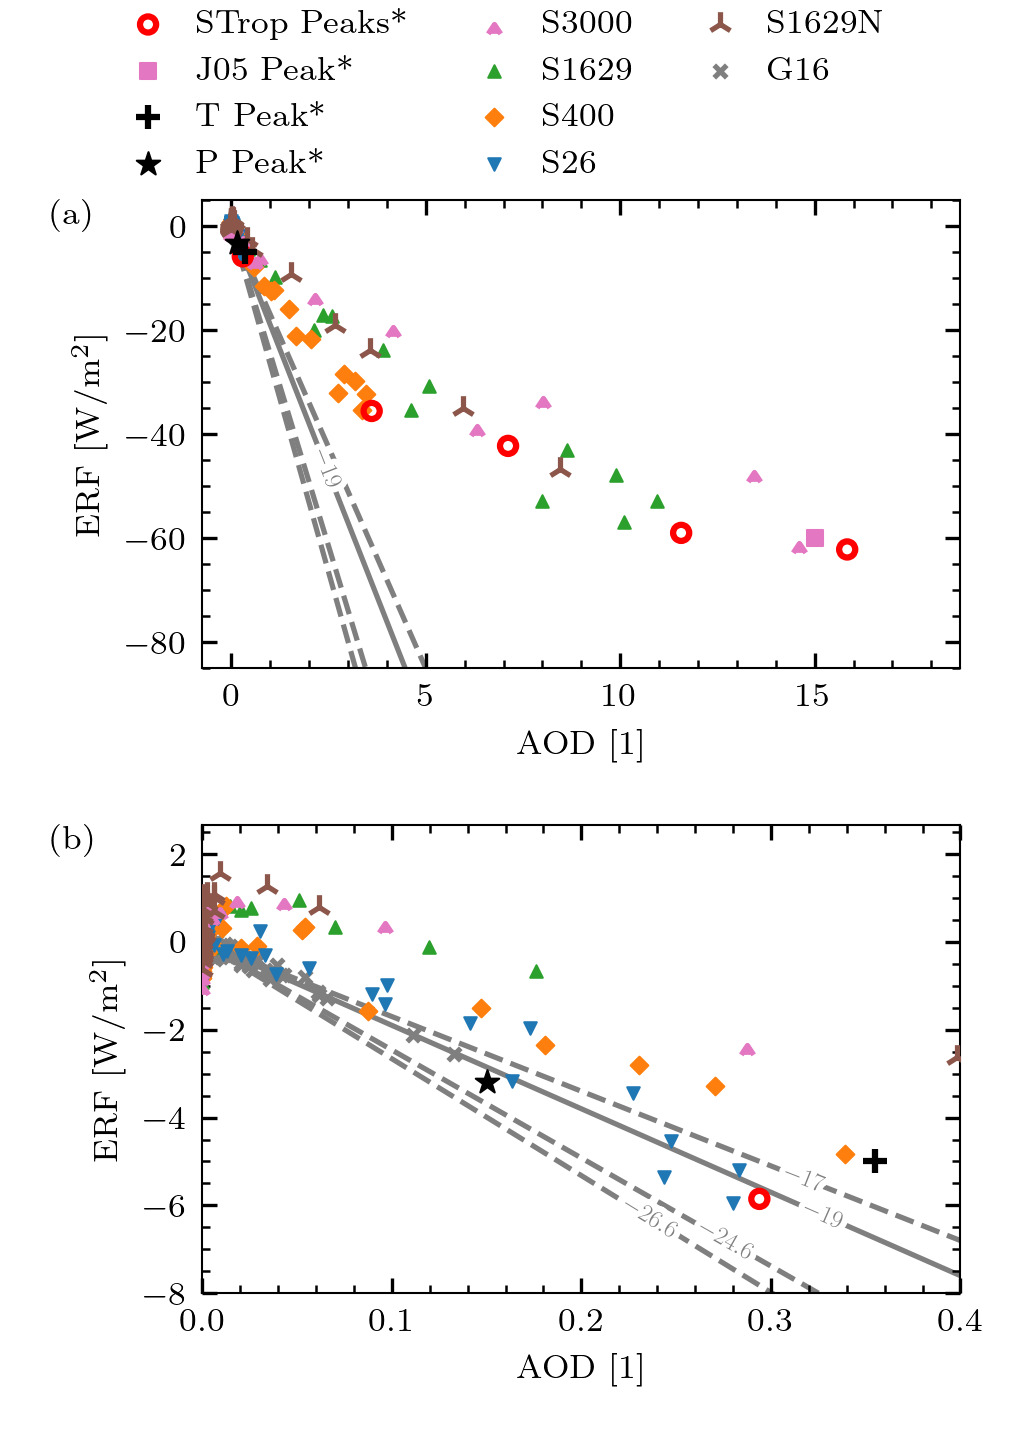 STrop Peaks* S3000 S1629N
J05 Peak* S1629 G16
T Peak* S400
P Peak* S26
(a)
0
−20
−40
−60
−80
ERF [W/m²]
−19
0 5 10 15
AOD [1]
(b)
2
0
−2
−4
−6
−8
ERF [W/m²]
−17
−19
−24.6
−26.6
0.0 0.1 0.2 0.3 0.4
AOD [1]